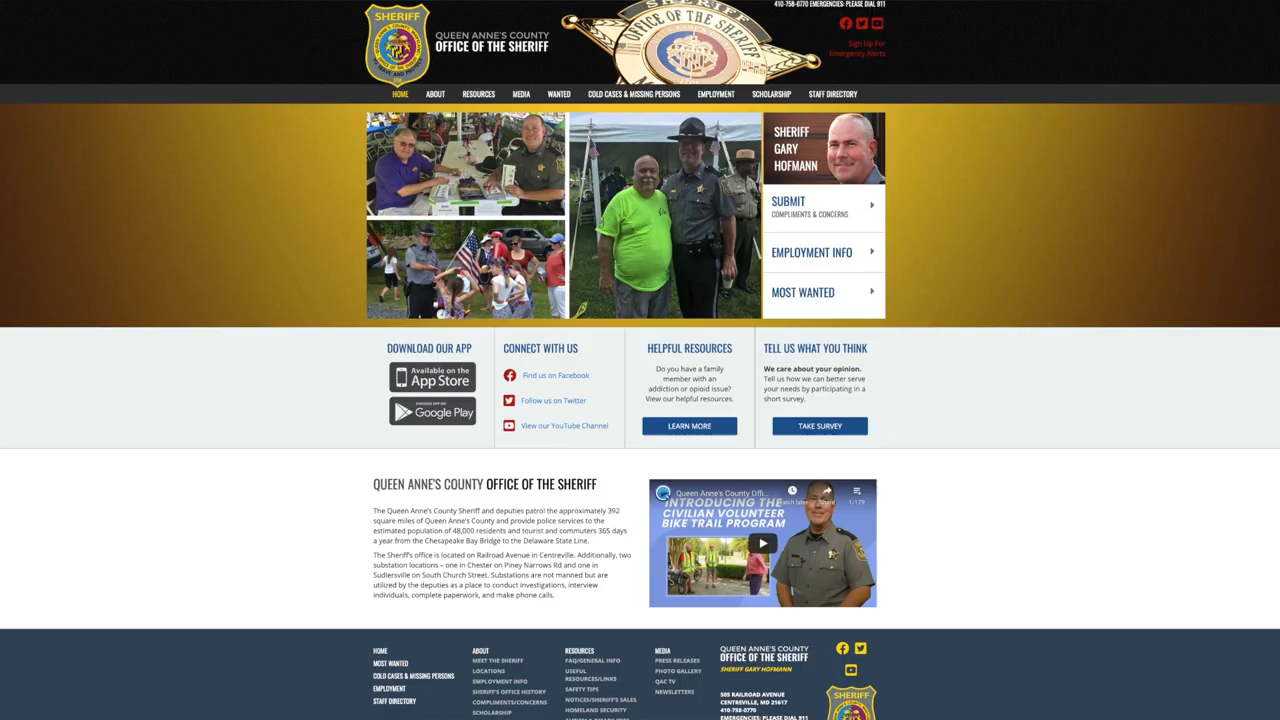 410-758-0770 EMERGENCIES: PLEASE DIAL 911
SHERIFF
QUEEN ANNE'S COUNTY
OFFICE OF THE SHERIFF
SHERIFF
OFFICE OF THE SHERIFF
Sign Up For
Emergency Alerts
HOME
ABOUT
RESOURCES
MEDIA
WANTED
COLD CASES & MISSING PERSONS
EMPLOYMENT
SCHOLARSHIP
STAFF DIRECTORY
SHERIFF
GARY
HOFMANN
SUBMIT
COMPLIMENTS & CONCERNS
EMPLOYMENT INFO
MOST WANTED
DOWNLOAD OUR APP
Available on the
App Store
ANDROID APP ON
Google Play
CONNECT WITH US
Find us on Facebook
Follow us on Twitter
View our YouTube Channel
HELPFUL RESOURCES
Do you have a family
member with an
addiction or opioid issue?
View our helpful resources.
LEARN MORE
TELL US WHAT YOU THINK
We care about your opinion.
Tell us how we can better serve
your needs by participating in a
short survey.
TAKE SURVEY
QUEEN ANNE'S COUNTY OFFICE OF THE SHERIFF
The Queen Anne's County Sheriff and deputies patrol the approximately 392
square miles of Queen Anne's County and provide police services to the
estimated population of 48,000 residents and tourist and commuters 365 days
a year from the Chesapeake Bay Bridge to the Delaware State Line.
The Sheriff's office is located on Railroad Avenue in Centreville. Additionally, two
substation locations – one in Chester on Piney Narrows Rd and one in
Sudlersville on South Church Street. Substations are not manned but are
utilized by the deputies as a place to conduct investigations, interview
individuals, complete paperwork, and make phone calls.
Queen Anne's County Offi...
Watch later
Share
1/179
INTRODUCING THE
CIVILIAN VOLUNTEER
BIKE TRAIL PROGRAM
HOME
MOST WANTED
COLD CASES & MISSING PERSONS
EMPLOYMENT
STAFF DIRECTORY
ABOUT
MEET THE SHERIFF
LOCATIONS
EMPLOYMENT INFO
SHERIFF'S OFFICE HISTORY
COMPLIMENTS/CONCERNS
SCHOLARSHIP
RESOURCES
FAQ/GENERAL INFO
USEFUL
RESOURCES/LINKS
SAFETY TIPS
NOTICES/SHERIFF'S SALES
HOMELAND SECURITY
MEDIA
PRESS RELEASES
PHOTO GALLERY
QAC TV
NEWSLETTERS
QUEEN ANNE'S COUNTY
OFFICE OF THE SHERIFF
SHERIFF GARY HOFMANN
505 RAILROAD AVENUE
CENTREVILLE, MD 21617
410-758-0770
EMERGENCIES: PLEASE DIAL 911
SHERIFF